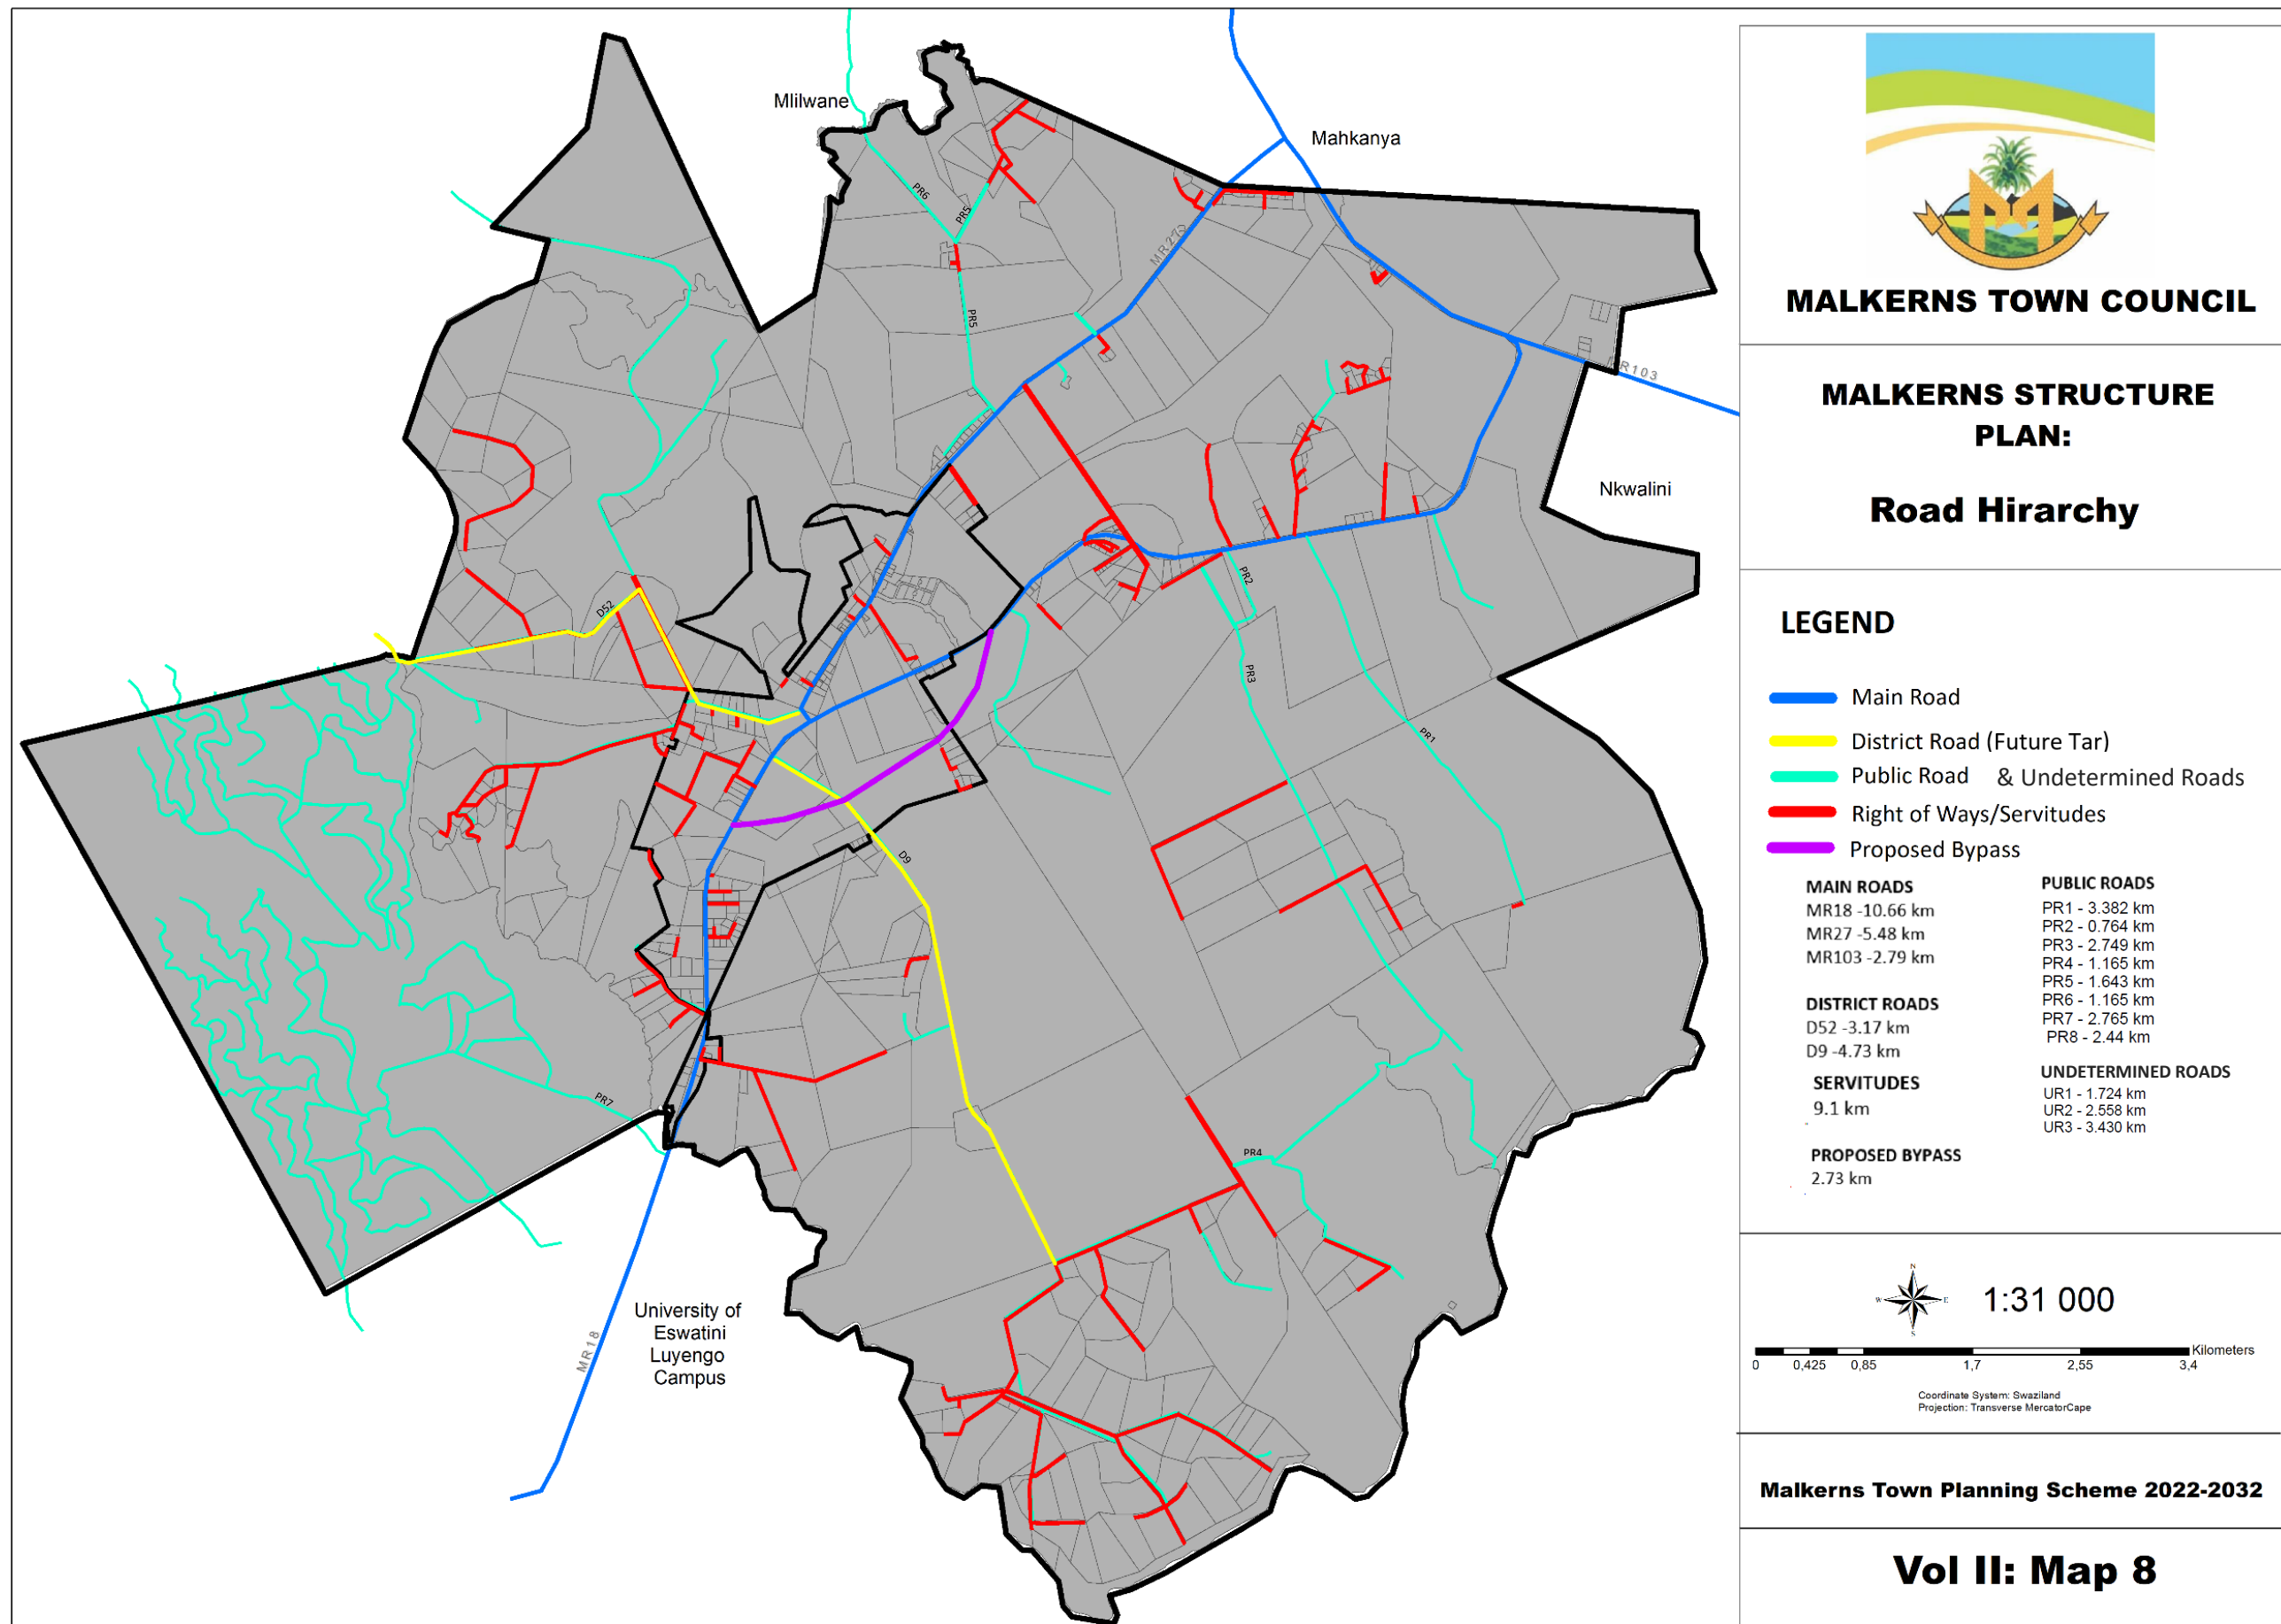 Mlilwane
Mahkanya
Nkwalini
University of
Eswatini
Luyengo
Campus
PR6
PR5
PR5
R103
D52
PR2
PR3
PR1
D9
PR7
PR4
MR18
MALKERNS TOWN COUNCIL
MALKERNS STRUCTURE
PLAN:
Road Hirarchy
LEGEND
Main Road
District Road (Future Tar)
Public Road & Undetermined Roads
Right of Ways/Servitudes
Proposed Bypass
MAIN ROADS
MR18 -10.66 km
MR27 -5.48 km
MR103 -2.79 km
DISTRICT ROADS
D52 -3.17 km
D9 -4.73 km
SERVITUDES
9.1 km
PROPOSED BYPASS
2.73 km
PUBLIC ROADS
PR1 - 3.382 km
PR2 - 0.764 km
PR3 - 2.749 km
PR4 - 1.165 km
PR5 - 1.643 km
PR6 - 1.165 km
PR7 - 2.765 km
PR8 - 2.44 km
UNDETERMINED ROADS
UR1 - 1.724 km
UR2 - 2.558 km
UR3 - 3.430 km
N
W E
S
1:31 000
Kilometers
0 0,425 0,85 1,7 2,55 3,4
Coordinate System: Swaziland
Projection: Transverse MercatorCape
Malkerns Town Planning Scheme 2022-2032
Vol II: Map 8